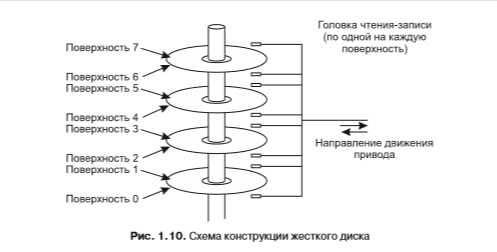 Головка чтения-записи
(по одной на каждую
поверхность)
Поверхность 7
Поверхность 6
Поверхность 5
Поверхность 4
Поверхность 3
Поверхность 2
Поверхность 1
Поверхность 0
Направление движения
привода
Рис. 1.10. Схема конструкции жесткого диска